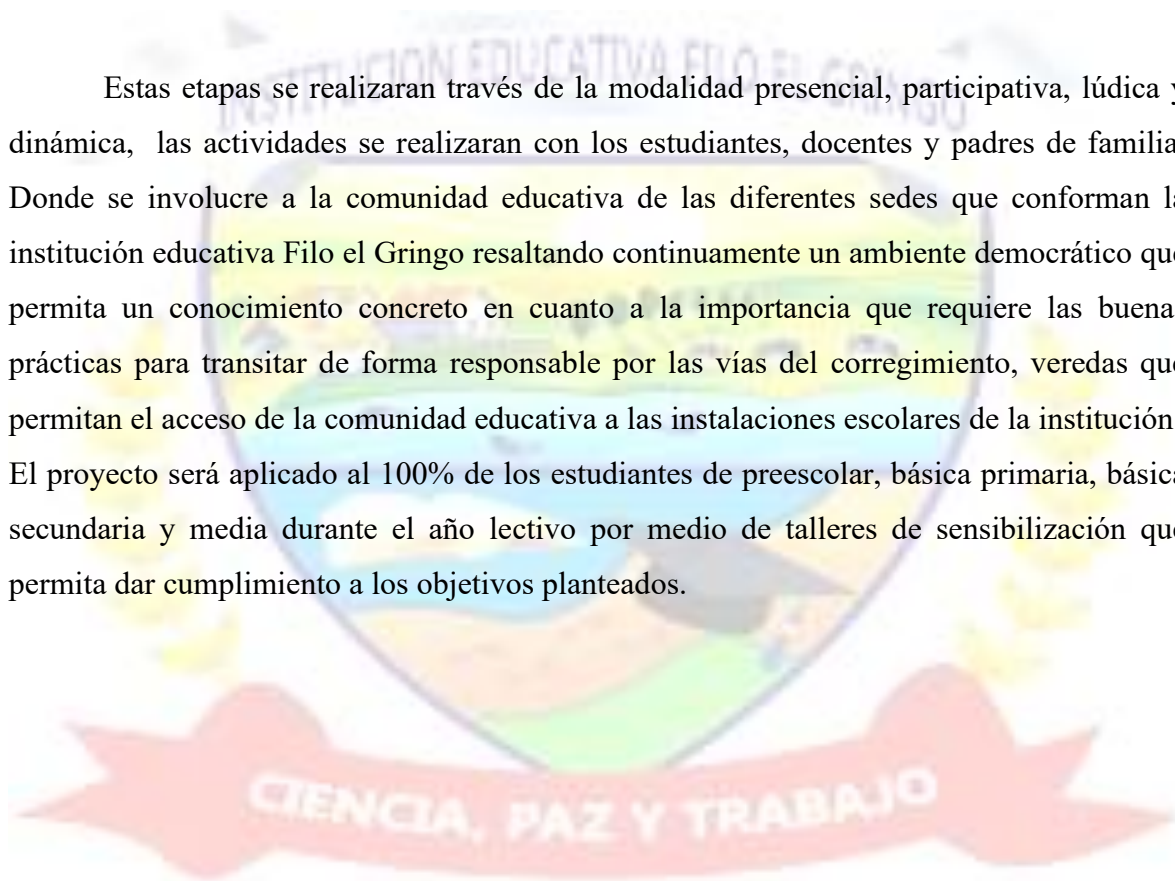 INSTITUCION EDUCATIVA FILO EL GRINGO
Estas etapas se realizaran través de la modalidad presencial, participativa, lúdica y
dinámica, las actividades se realizaran con los estudiantes, docentes y padres de familia
Donde se involucre a la comunidad educativa de las diferentes sedes que conforman la
institución educativa Filo el Gringo resaltando continuamente un ambiente democrático que
permita un conocimiento concreto en cuanto a la importancia que requiere las buena
prácticas para transitar de forma responsable por las vías del corregimiento, veredas que
permitan el acceso de la comunidad educativa a las instalaciones escolares de la institución
El proyecto será aplicado al 100% de los estudiantes de preescolar, básica primaria, básica
secundaria y media durante el año lectivo por medio de talleres de sensibilización que
permita dar cumplimiento a los objetivos planteados.
CIENCIA, PAZ Y TRABAJO